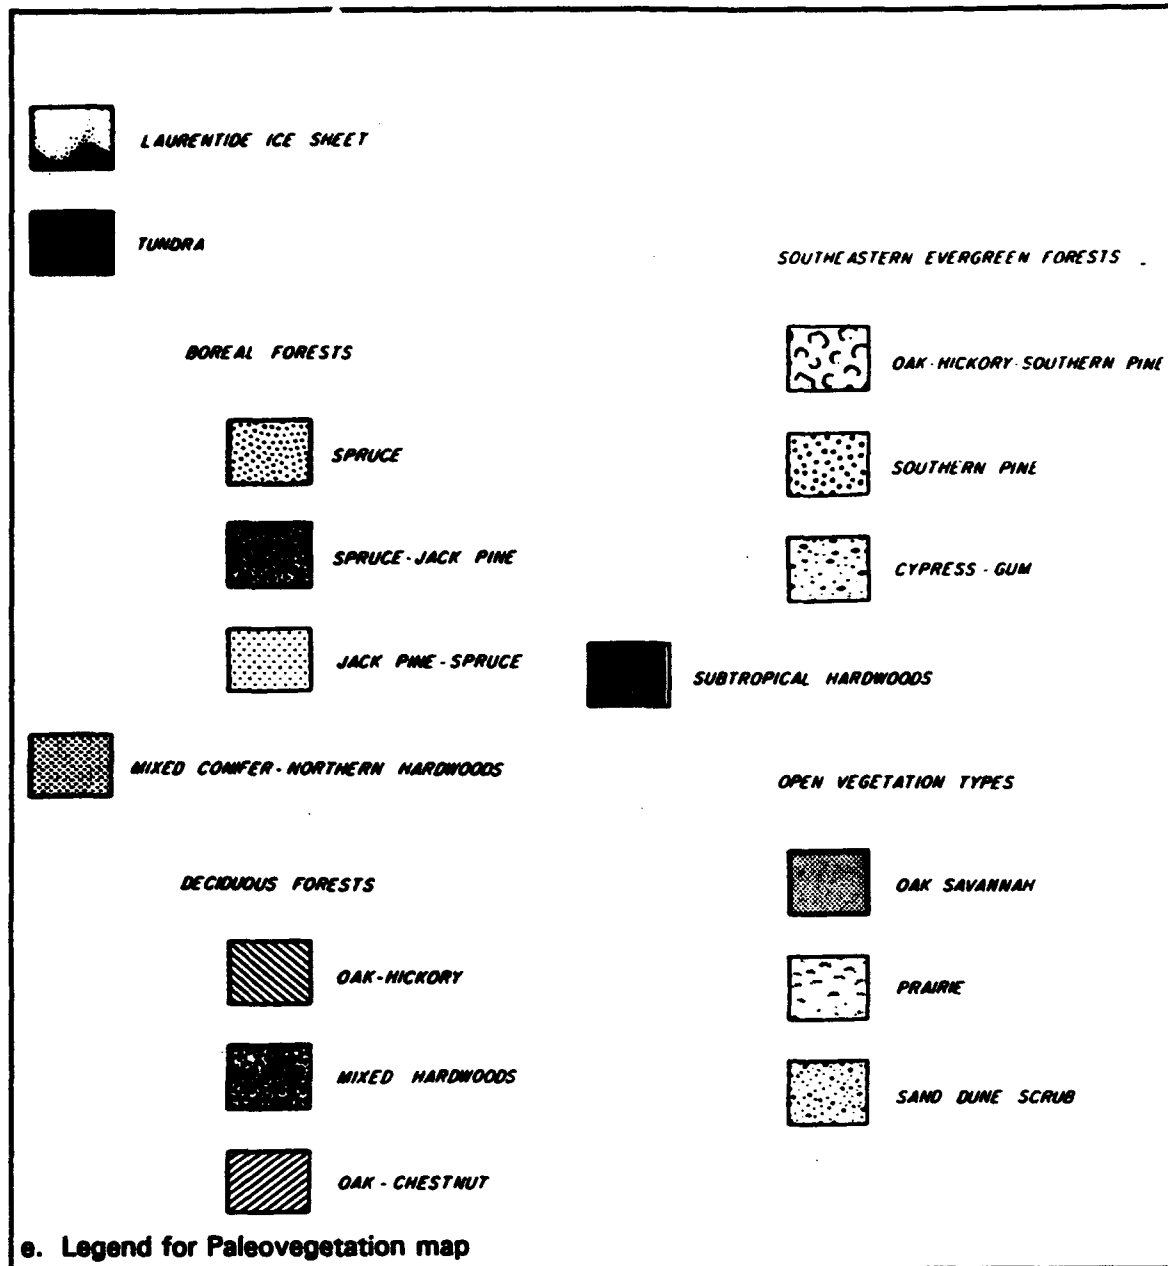 LAURENTIDE ICE SHEET
TUNDRA
BOREAL FORESTS
SPRUCE
SPRUCE-JACK PINE
JACK PINE-SPRUCE
MIXED CONIFER-NORTHERN HARDWOODS
DECIDUOUS FORESTS
OAK-HICKORY
MIXED HARDWOODS
OAK - CHESTNUT
SOUTHEASTERN EVERGREEN FORESTS
OAK-HICKORY-SOUTHERN PINE
SOUTHERN PINE
CYPRESS - GUM
SUBTROPICAL HARDWOODS
OPEN VEGETATION TYPES
OAK SAVANNAH
PRAIRIE
SAND DUNE SCRUB
e. Legend for Paleovegetation map